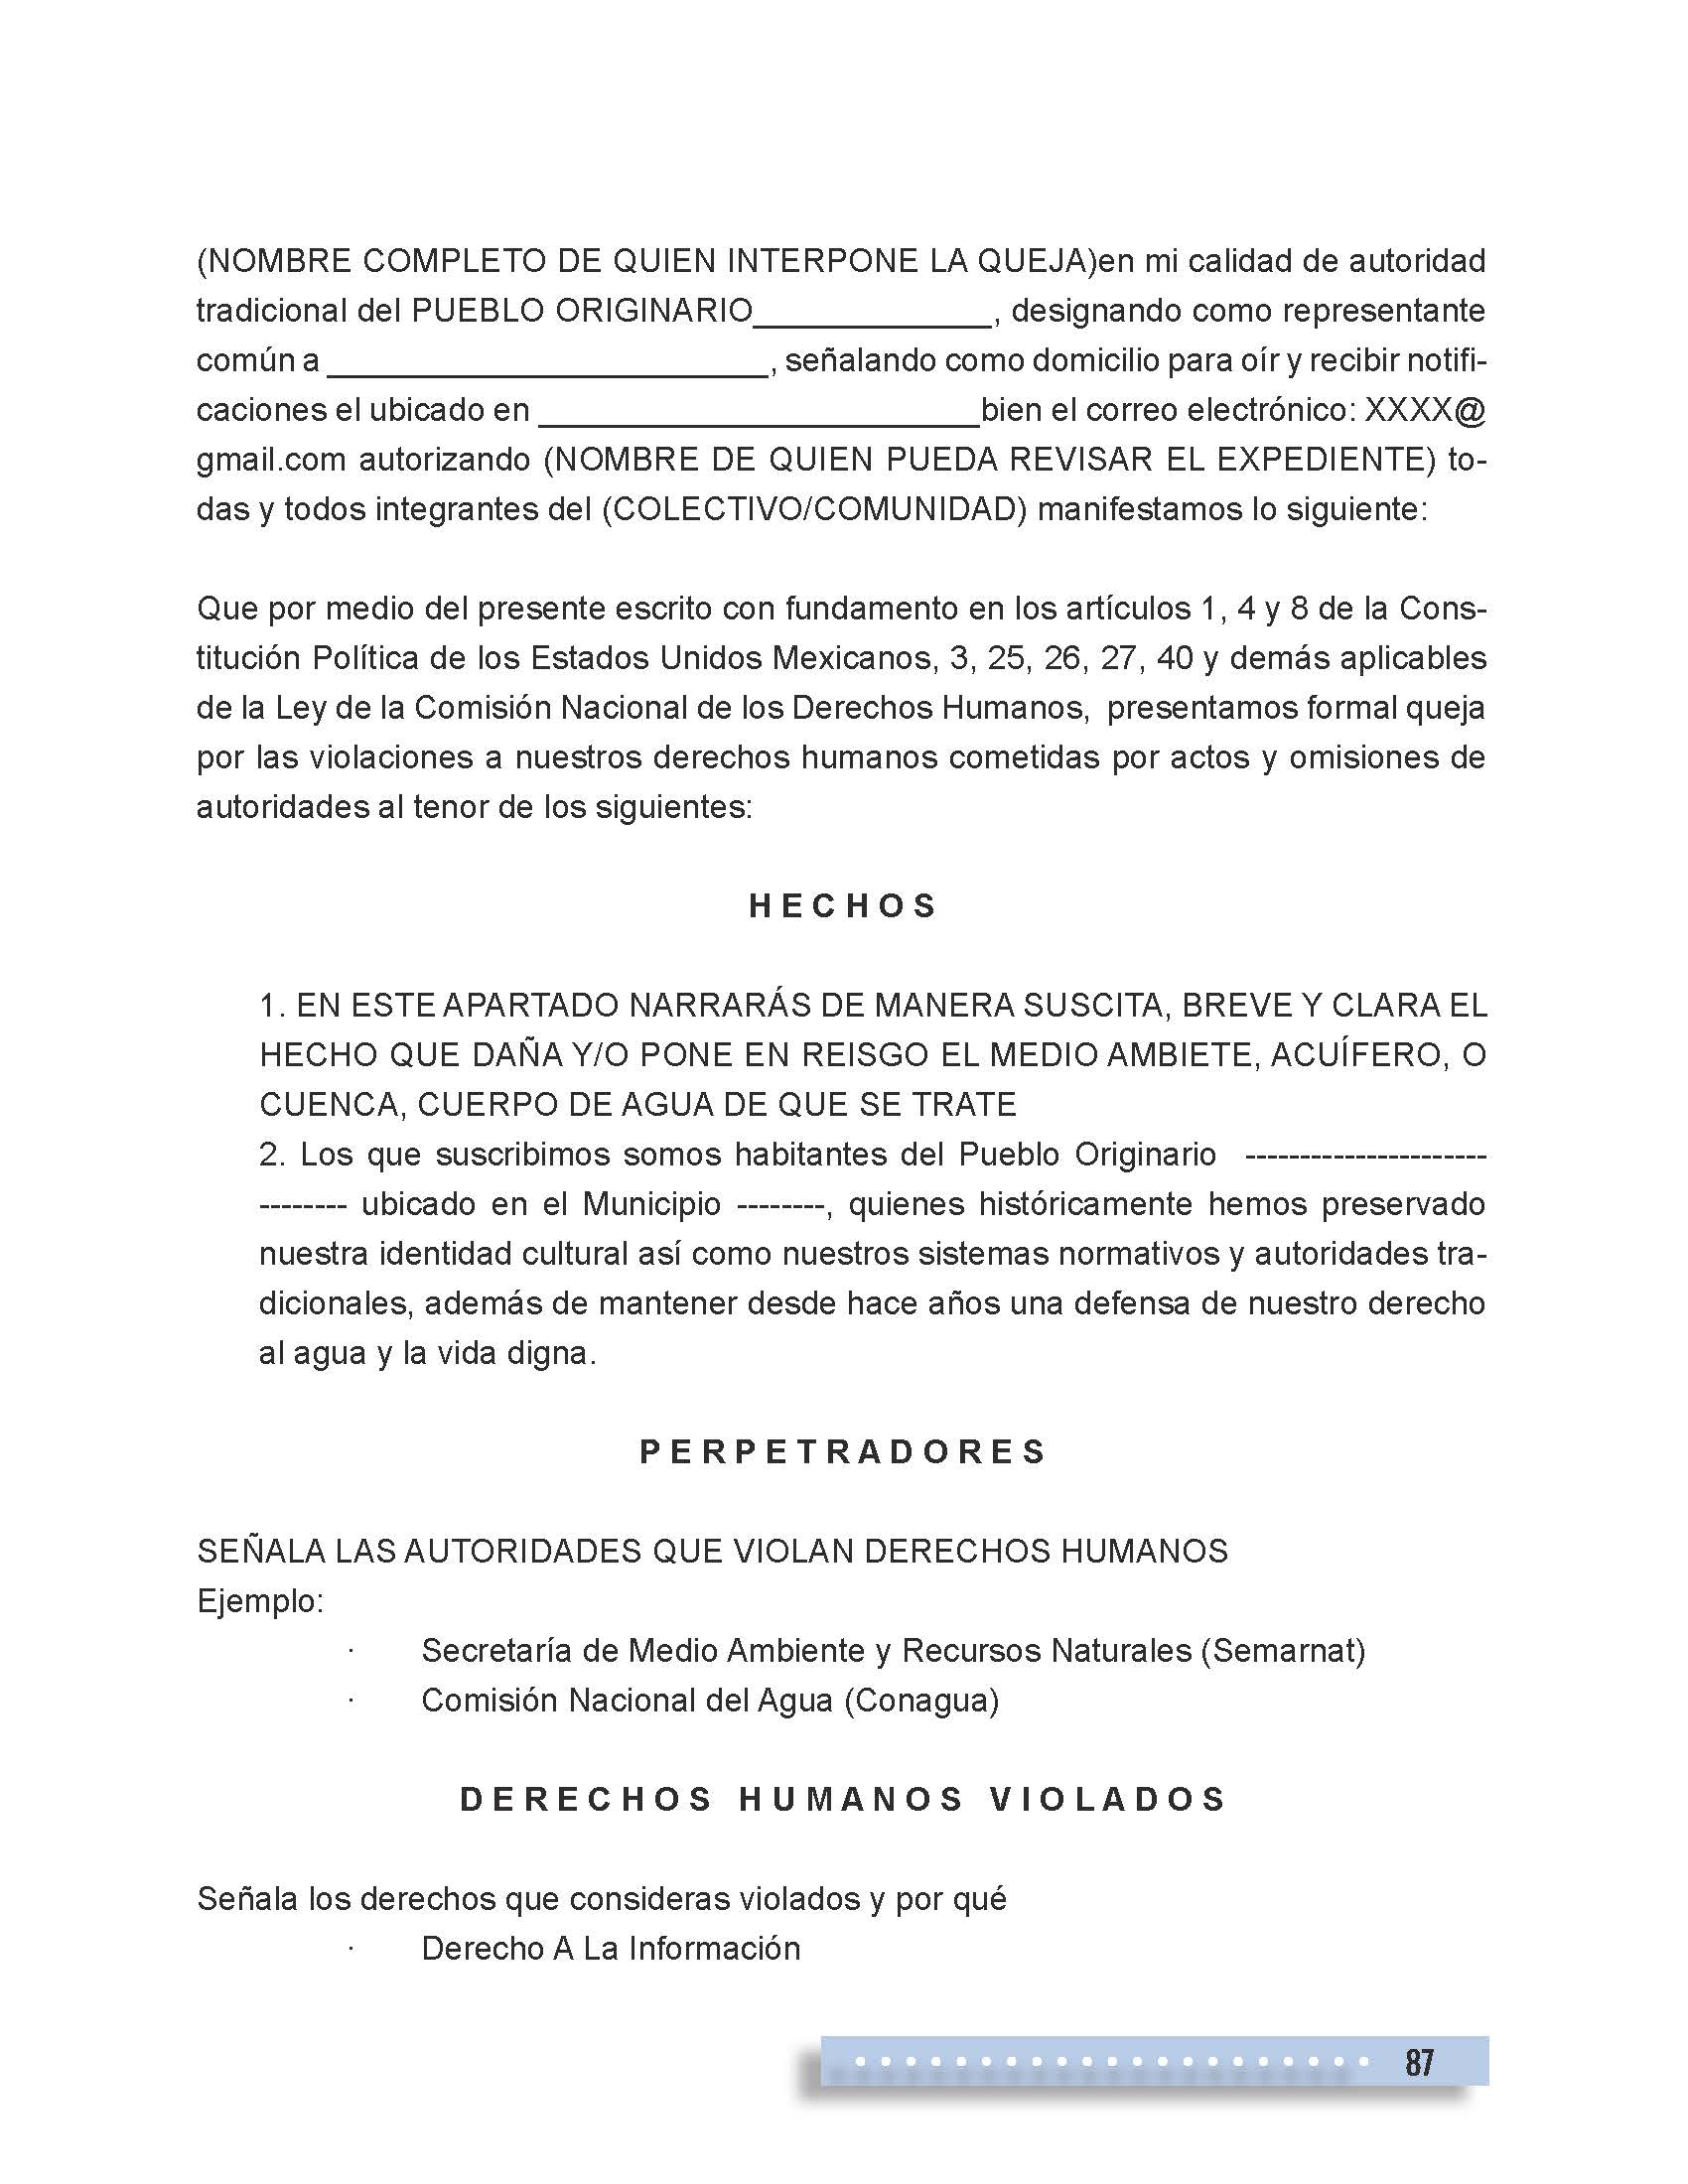 (NOMBRE COMPLETO DE QUIEN INTERPONE LA QUEJA)en mi calidad de autoridad
tradicional del PUEBLO ORIGINARIO_____________, designando como representante
común a ________________________, señalando como domicilio para oír y recibir notifi-
caciones el ubicado en ________________________bien el correo electrónico: XXXX@
gmail.com autorizando (NOMBRE DE QUIEN PUEDA REVISAR EL EXPEDIENTE) to-
das y todos integrantes del (COLECTIVO/COMUNIDAD) manifestamos lo siguiente:
Que por medio del presente escrito con fundamento en los artículos 1, 4 y 8 de la Cons-
titución Política de los Estados Unidos Mexicanos, 3, 25, 26, 27, 40 y demás aplicables
de la Ley de la Comisión Nacional de los Derechos Humanos, presentamos formal queja
por las violaciones a nuestros derechos humanos cometidas por actos y omisiones de
autoridades al tenor de los siguientes:
H E C H O S
1. EN ESTE APARTADO NARRARÁS DE MANERA SUSCITA, BREVE Y CLARA EL
HECHO QUE DAÑA Y/O PONE EN REISGO EL MEDIO AMBIETE, ACUÍFERO, O
CUENCA, CUERPO DE AGUA DE QUE SE TRATE
2. Los que suscribimos somos habitantes del Pueblo Originario ----------------------
-------- ubicado en el Municipio --------, quienes históricamente hemos preservado
nuestra identidad cultural así como nuestros sistemas normativos y autoridades tra-
dicionales, además de mantener desde hace años una defensa de nuestro derecho
al agua y la vida digna.
P E R P E T R A D O R E S
SEÑALA LAS AUTORIDADES QUE VIOLAN DERECHOS HUMANOS
Ejemplo:
· Secretaría de Medio Ambiente y Recursos Naturales (Semarnat)
· Comisión Nacional del Agua (Conagua)
D E R E C H O S H U M A N O S V I O L A D O S
Señala los derechos que consideras violados y por qué
· Derecho A La Información
87